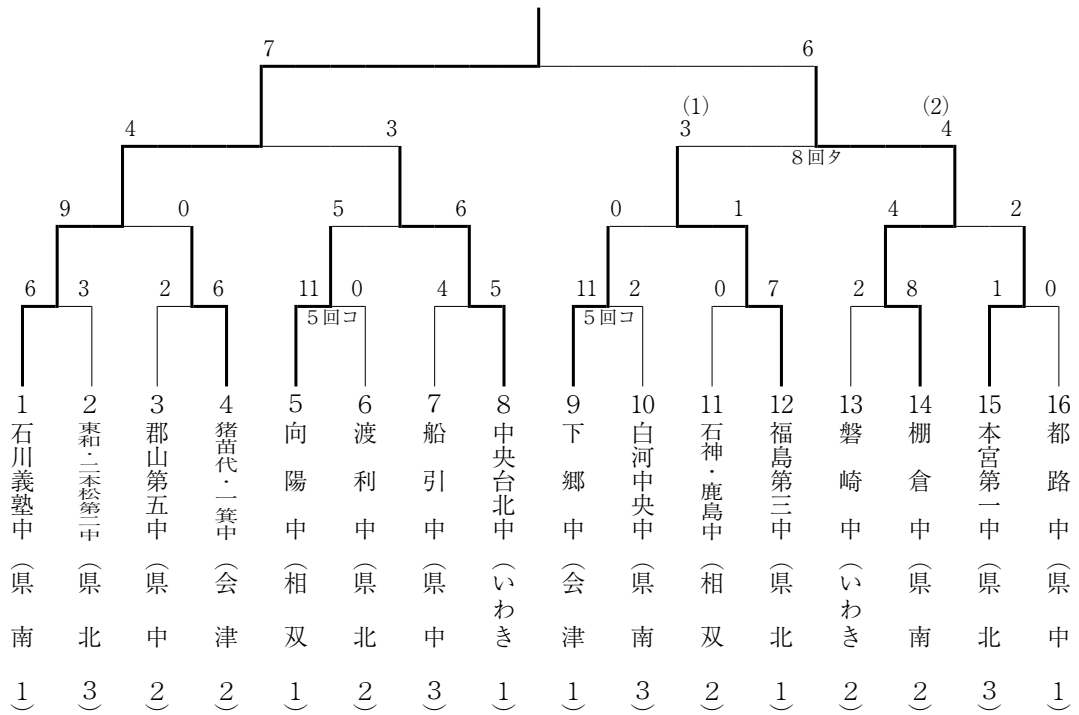 7 6
(1) (2)
4 3 3 4
8回タ
9 0 5 6 0 1 4 2
6 3 2 6 11 0 4 5 11 2 0 7 2 8 1 0
5回コ 5回コ
1 石川義塾中 (県南1)
2 東和・二本松第二中 (県北3)
3 郡山第五中 (県中2)
4 猪苗代・一箕中 (会津2)
5 向陽中 (相双1)
6 渡利中 (県北2)
7 船引中 (県中3)
8 中央台北中 (いわき1)
9 下郷中 (会津1)
10 白河中央中 (県南3)
11 石神・鹿島中 (相双2)
12 福島第三中 (県北1)
13 磐崎中 (いわき2)
14 棚倉中 (県南2)
15 本宮第一中 (県北3)
16 都路中 (県中1)